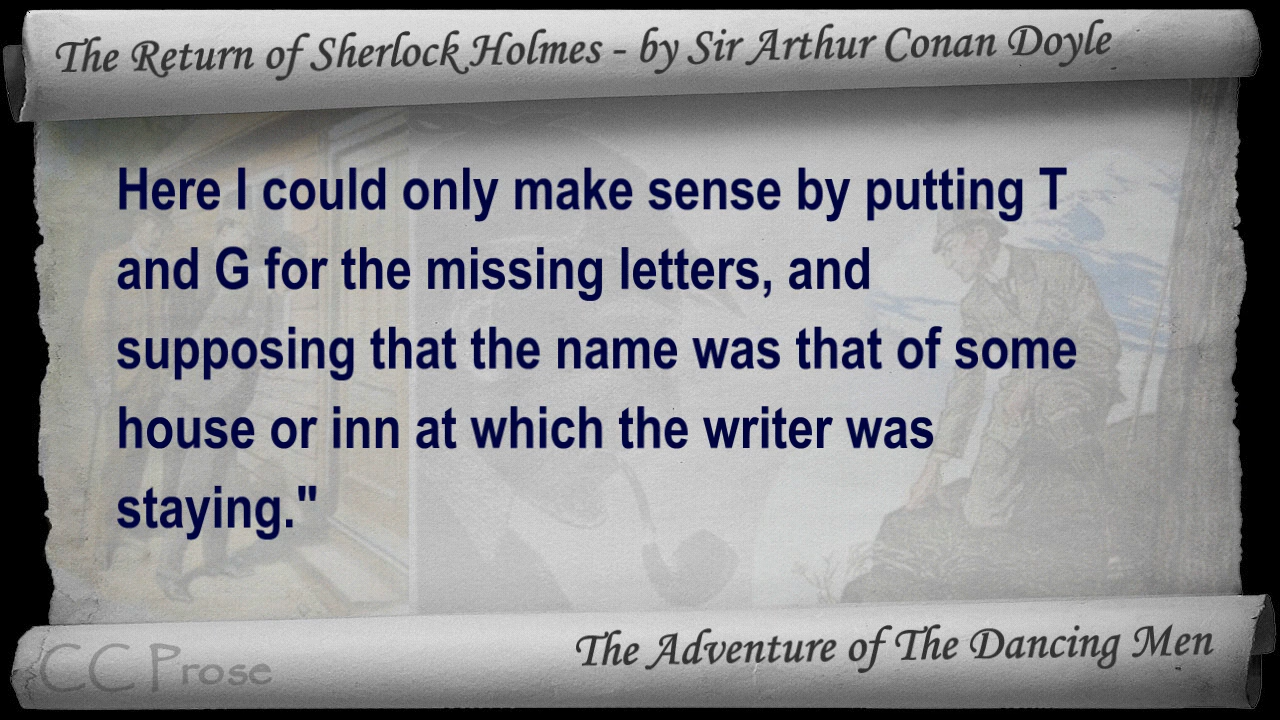 The Return of Sherlock Holmes - by Sir Arthur Conan Doyle
Here I could only make sense by putting T
and G for the missing letters, and
supposing that the name was that of some
house or inn at which the writer was
staying."
The Adventure of The Dancing Men
CC Prose